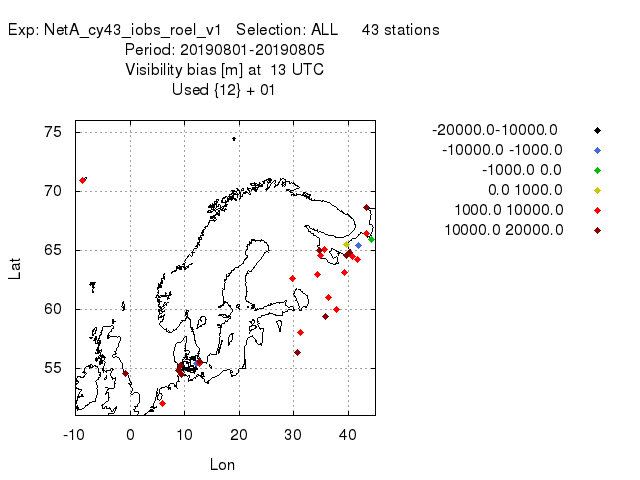 Exp: NetA_cy43_iobs_roel_v1 Selection: ALL 43 stations
Period: 20190801-20190805
Visibility bias [m] at 13 UTC
Used {12} + 01
75
70
65
60
55
-10 0 10 20 30 40
Lat
Lon
-20000.0-10000.0
-10000.0 -1000.0
-1000.0 0.0
0.0 1000.0
1000.0 10000.0
10000.0 20000.0